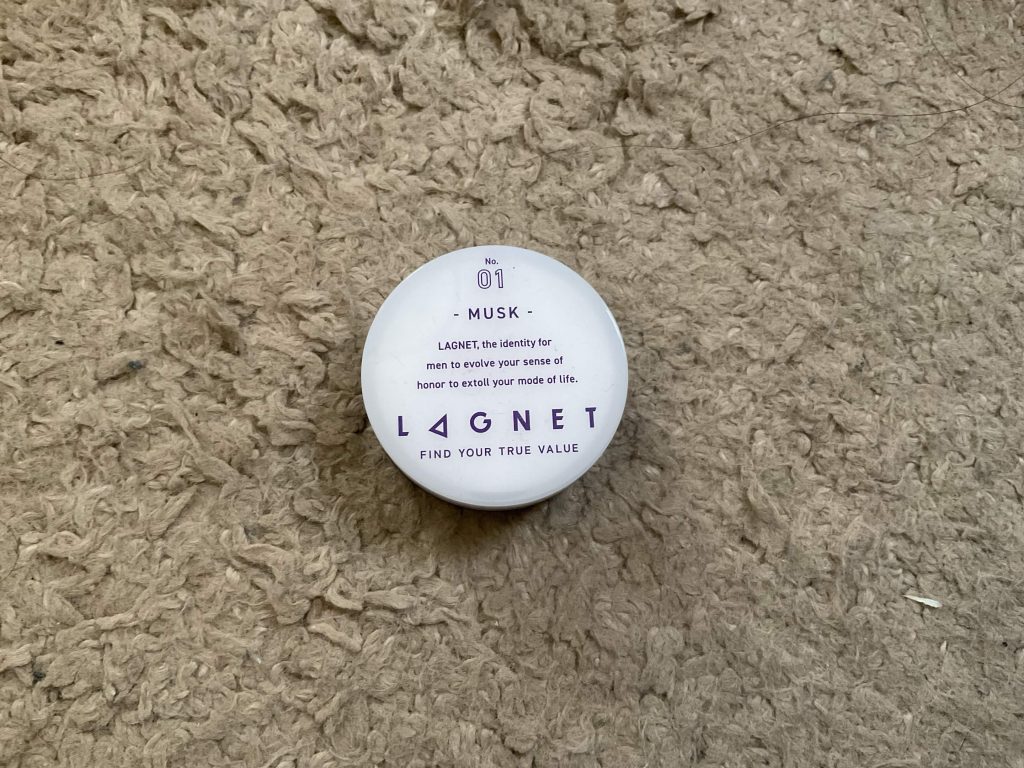 No.
01
- MUSK -
LAGNET, the identity for
men to evolve your sense of
honor to extoll your mode of life.
LAGNET
FIND YOUR TRUE VALUE